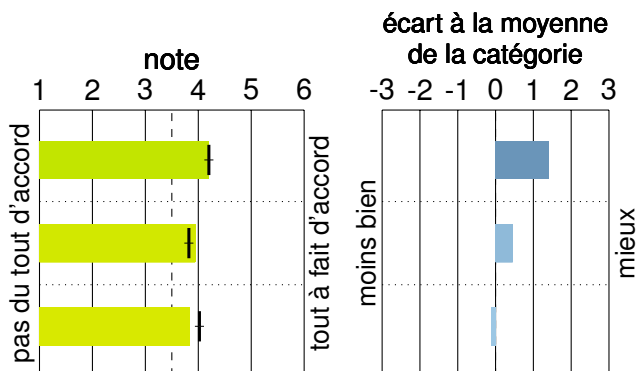 note
1 2 3 4 5 6
pas du tout d'accord
tout à fait d'accord
écart à la moyenne
de la catégorie
-3 -2 -1 0 1 2 3
moins bien
mieux